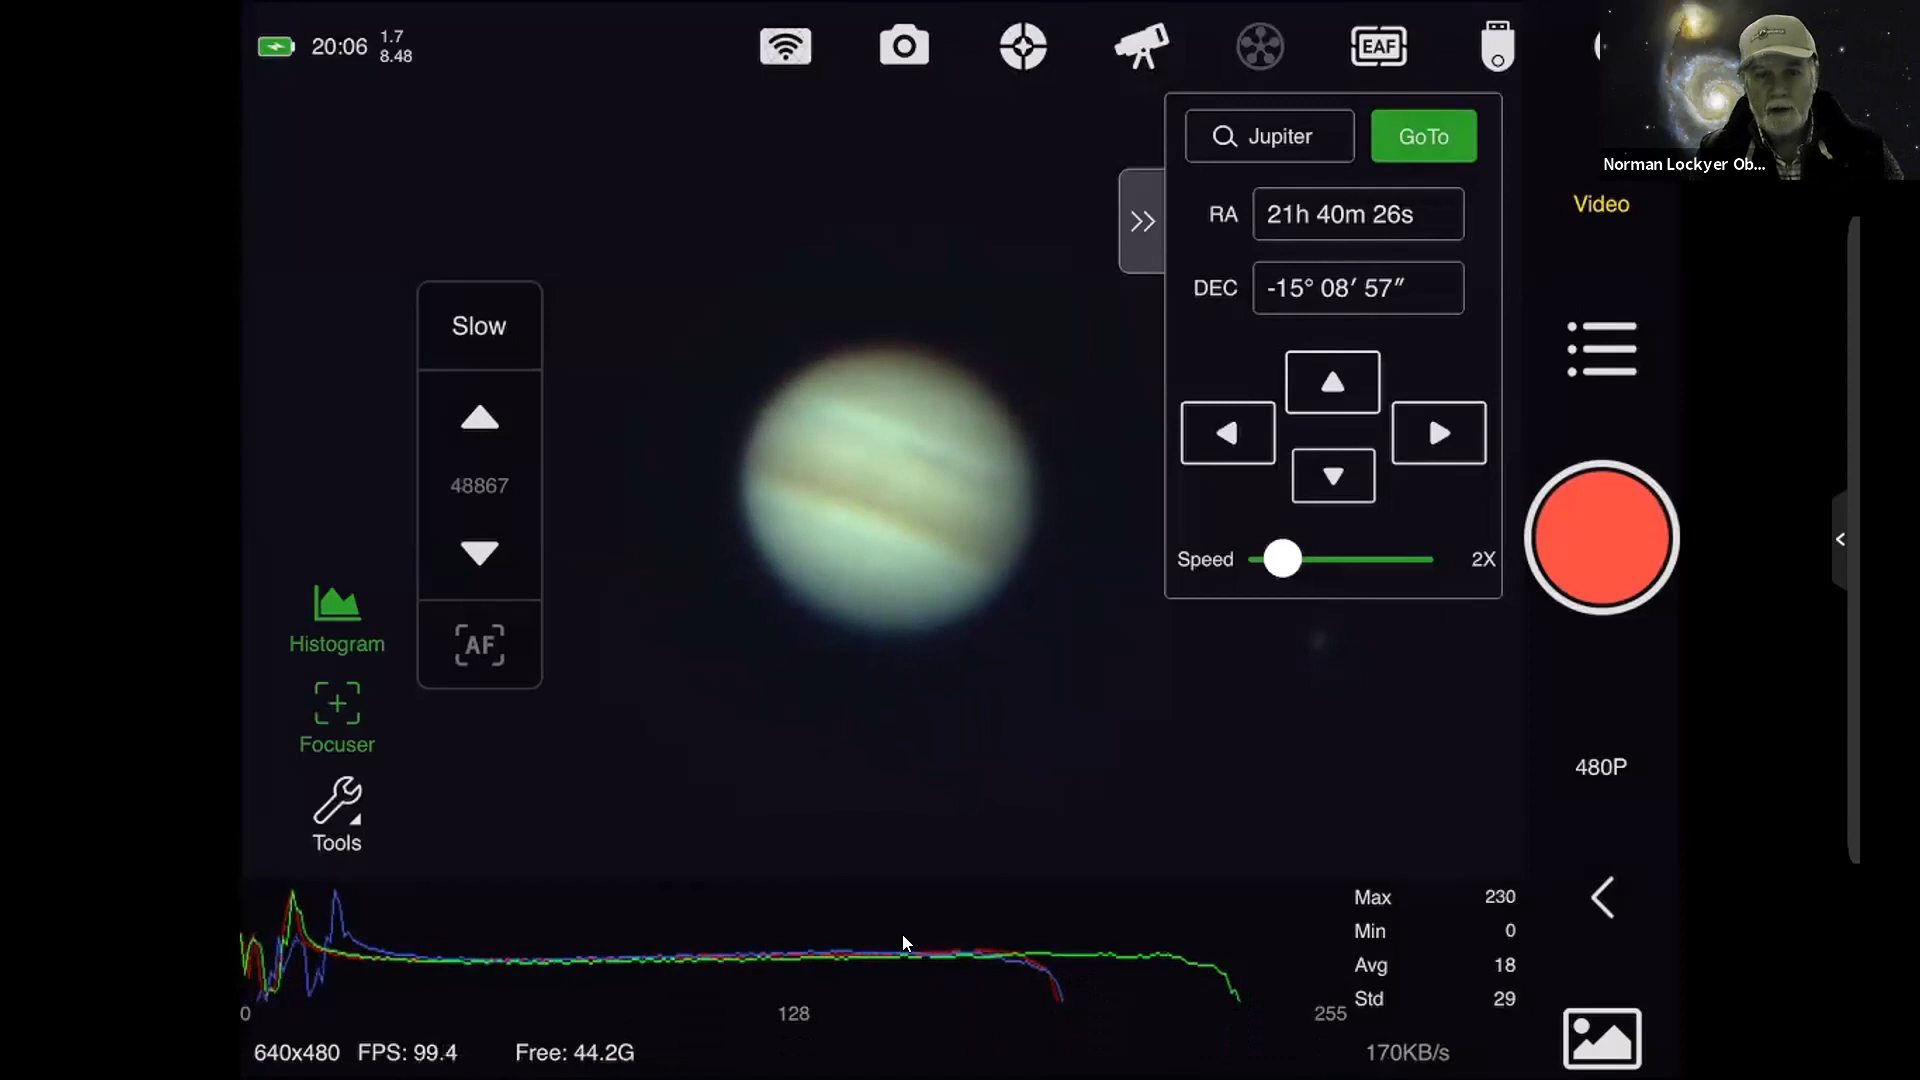 20:06
1.7
8.48
EAF
Norman Lockyer Ob...
Jupiter
GoTo
Video
RA
21h 40m 26s
DEC
-15° 08′ 57″
Slow
48867
AF
Speed
2X
Histogram
Focuser
Tools
480P
Max 230
Min 0
Avg 18
Std 29
0
128
255
640x480
FPS: 99.4
Free: 44.2G
170KB/s